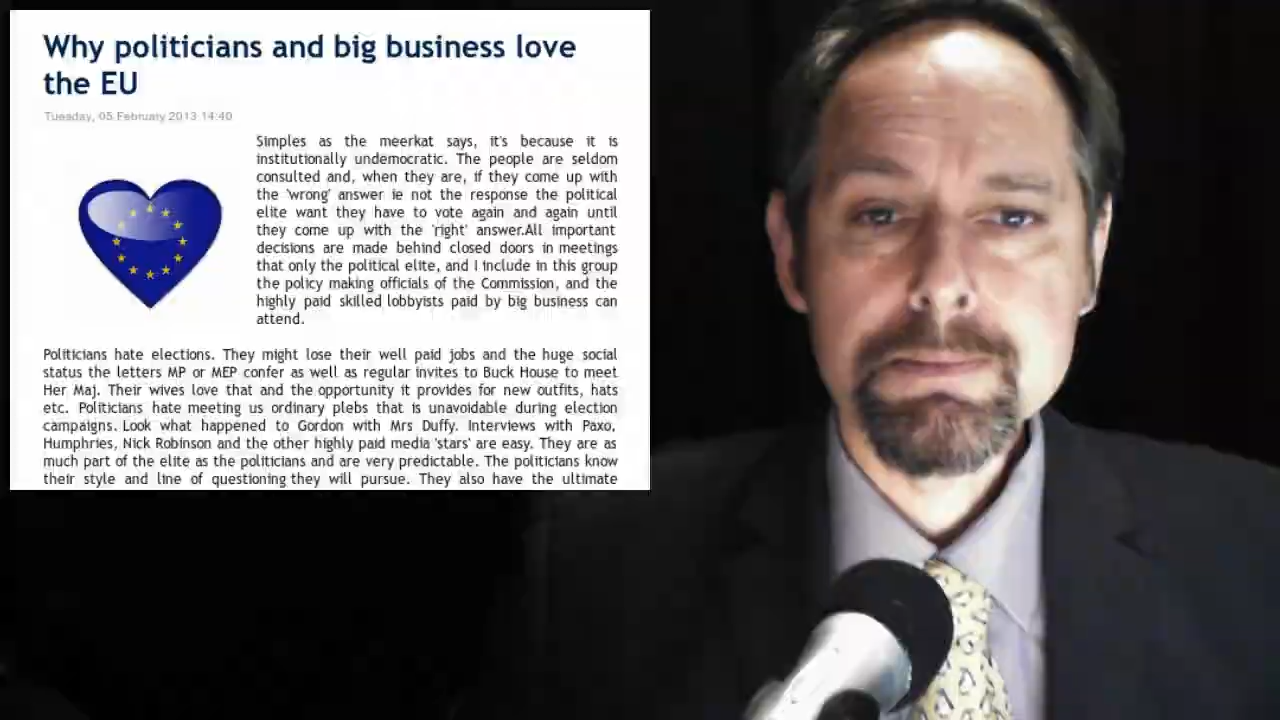 Why politicians and big business love
the EU
Tuesday, 05 February 2013 14:40
Simples as the meerkat says, it's because it is
institutionally undemocratic. The people are seldom
consulted and, when they are, if they come up with
the 'wrong' answer ie not the response the political
elite want they have to vote again and again until
they come up with the 'right' answer.All important
decisions are made behind closed doors in meetings
that only the political elite, and I include in this group
the policy making officials of the Commission, and the
highly paid skilled lobbyists paid by big business can
attend.
Politicians hate elections. They might lose their well paid jobs and the huge social
status the letters MP or MEP confer as well as regular invites to Buck House to meet
Her Maj. Their wives love that and the opportunity it provides for new outfits, hats
etc. Politicians hate meeting us ordinary plebs that is unavoidable during election
campaigns. Look what happened to Gordon with Mrs Duffy. Interviews with Paxo,
Humphries, Nick Robinson and the other highly paid media 'stars' are easy. They are as
much part of the elite as the politicians and are very predictable. The politicians know
their style and line of questioning they will pursue. They also have the ultimate